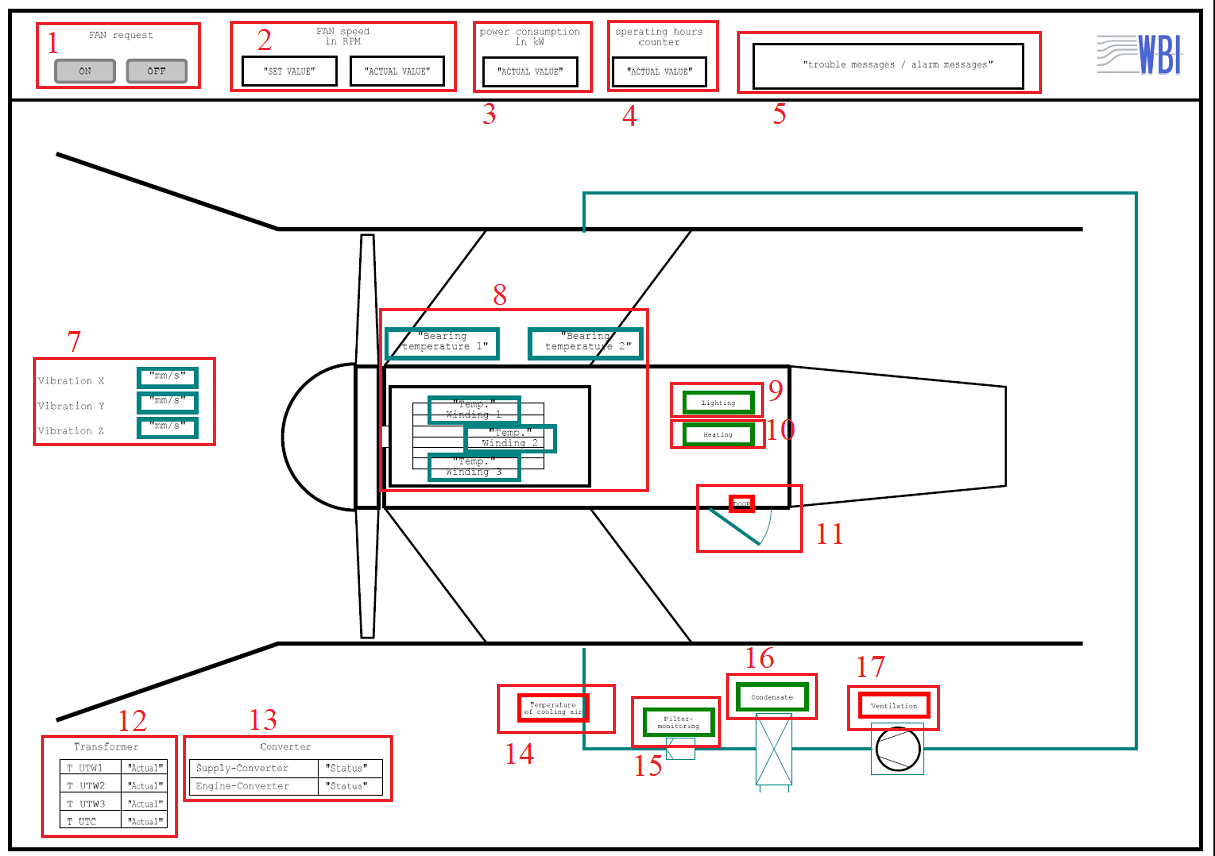 1
FAN request
ON
OFF
2
FAN speed
in RPM
"SET VALUE"
"ACTUAL VALUE"
power consumption
in kW
"ACTUAL VALUE"
3
operating hours
counter
"ACTUAL VALUE"
4
"trouble messages / alarm messages"
5
WBI
7
Vibration X
"mm/s"
Vibration Y
"mm/s"
Vibration Z
"mm/s"
8
"Bearing
temperature 1"
"Bearing
temperature 2"
"Temp."
Winding 1
"Temp."
Winding 2
"Temp."
Winding 3
Lighting
9
Heating
10
11
12
Transformer
T UTW1 "Actual"
T UTW2 "Actual"
T UTW3 "Actual"
T UTC "Actual"
13
Converter
Supply-Converter "Status"
Engine-Converter "Status"
Temperature
of cooling air
14
Filter-
monitoring
15
16
Condensate
17
Ventilation